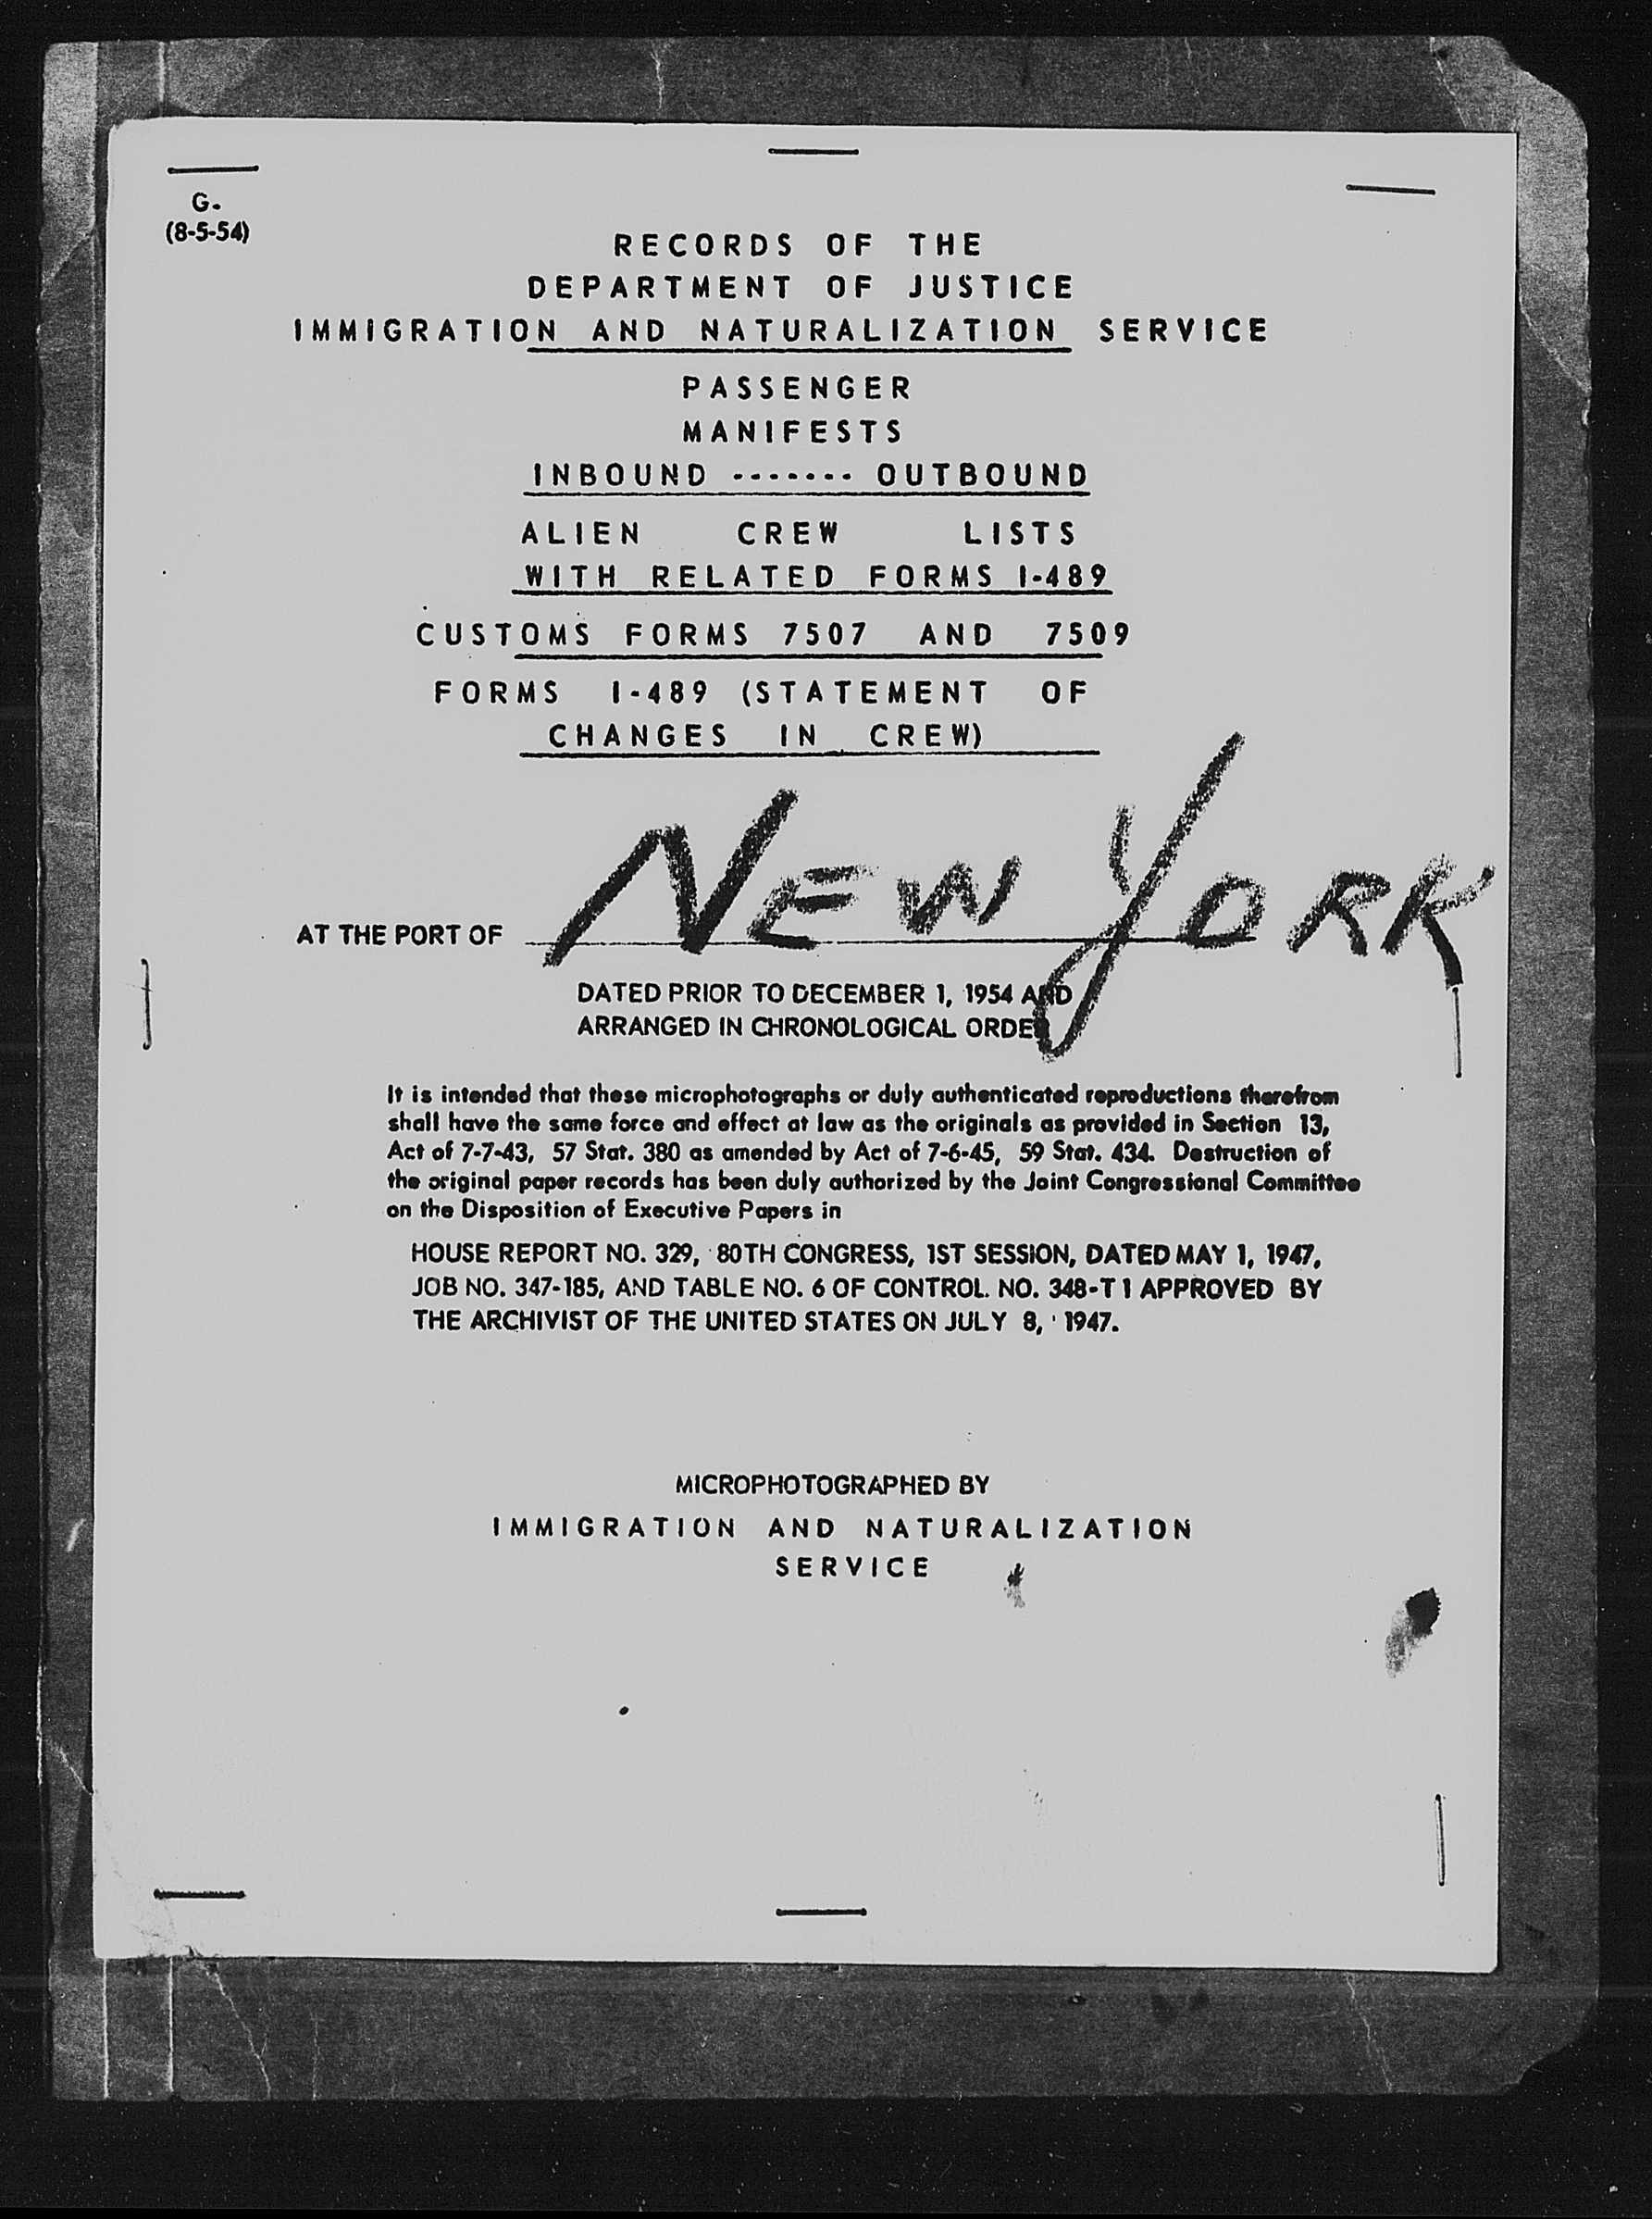 G.
(8-5-54)
RECORDS OF THE
DEPARTMENT OF JUSTICE
IMMIGRATION AND NATURALIZATION SERVICE
PASSENGER
MANIFESTS
INBOUND ------- OUTBOUND
ALIEN CREW LISTS
WITH RELATED FORMS I-489
CUSTOMS FORMS 7507 AND 7509
FORMS I-489 (STATEMENT OF
CHANGES IN CREW)
AT THE PORT OF NEW YORK
DATED PRIOR TO DECEMBER 1, 1954 AND
ARRANGED IN CHRONOLOGICAL ORDER
It is intended that these microphotographs or duly authenticated reproductions therefrom
shall have the same force and effect at law as the originals as provided in Section 13,
Act of 7-7-43, 57 Stat. 380 as amended by Act of 7-6-45, 59 Stat. 434. Destruction of
the original paper records has been duly authorized by the Joint Congressional Committee
on the Disposition of Executive Papers in
HOUSE REPORT NO. 329, 80TH CONGRESS, 1ST SESSION, DATED MAY 1, 1947,
JOB NO. 347-185, AND TABLE NO. 6 OF CONTROL. NO. 348-T1 APPROVED BY
THE ARCHIVIST OF THE UNITED STATES ON JULY 8, 1947.
MICROPHOTOGRAPHED BY
IMMIGRATION AND NATURALIZATION
SERVICE